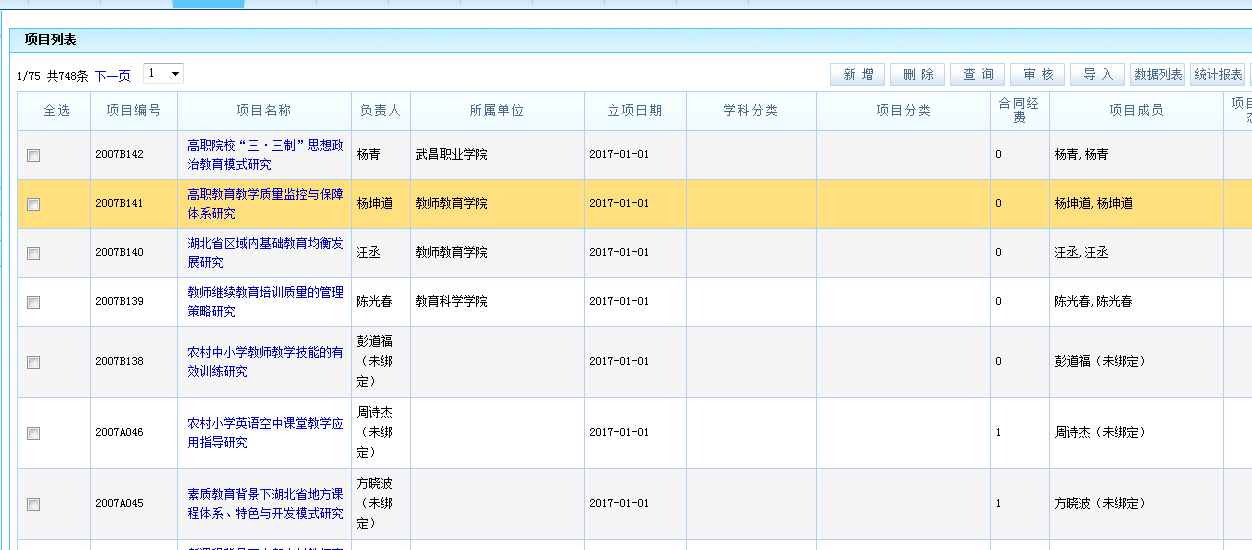 项目列表
1/75 共748条 下一页 1
新 增 删 除 查 询 审 核 导 入 数据列表 统计报表
全选 项目编号 项目名称 负责人 所属单位 立项日期 学科分类 项目分类 合同经 项目成员
费
2007B142 高职院校“三·三制”思想政 杨青 武昌职业学院 2017-01-01 0 杨青,杨青
治教育模式研究
2007B141 高职教育教学质量监控与保障 杨坤道 教师教育学院 2017-01-01 0 杨坤道,杨坤道
体系研究
2007B140 湖北省区域内基础教育均衡发 汪丞 教师教育学院 2017-01-01 0 汪丞,汪丞
展研究
2007B139 教师继续教育培训质量的管理 陈光春 教育科学学院 2017-01-01 0 陈光春,陈光春
策略研究
2007B138 农村中小学教师教学技能的有 彭道福 2017-01-01 0 彭道福（未绑定）
效训练研究 （未绑
定）
2007A046 农村小学英语空中课堂教学应 周诗杰 2017-01-01 1 周诗杰（未绑定）
用指导研究 （未绑
定）
2007A045 素质教育背景下湖北省地方课 方晓波 2017-01-01 1 方晓波（未绑定）
程体系、特色与开发模式研究 （未绑
定）